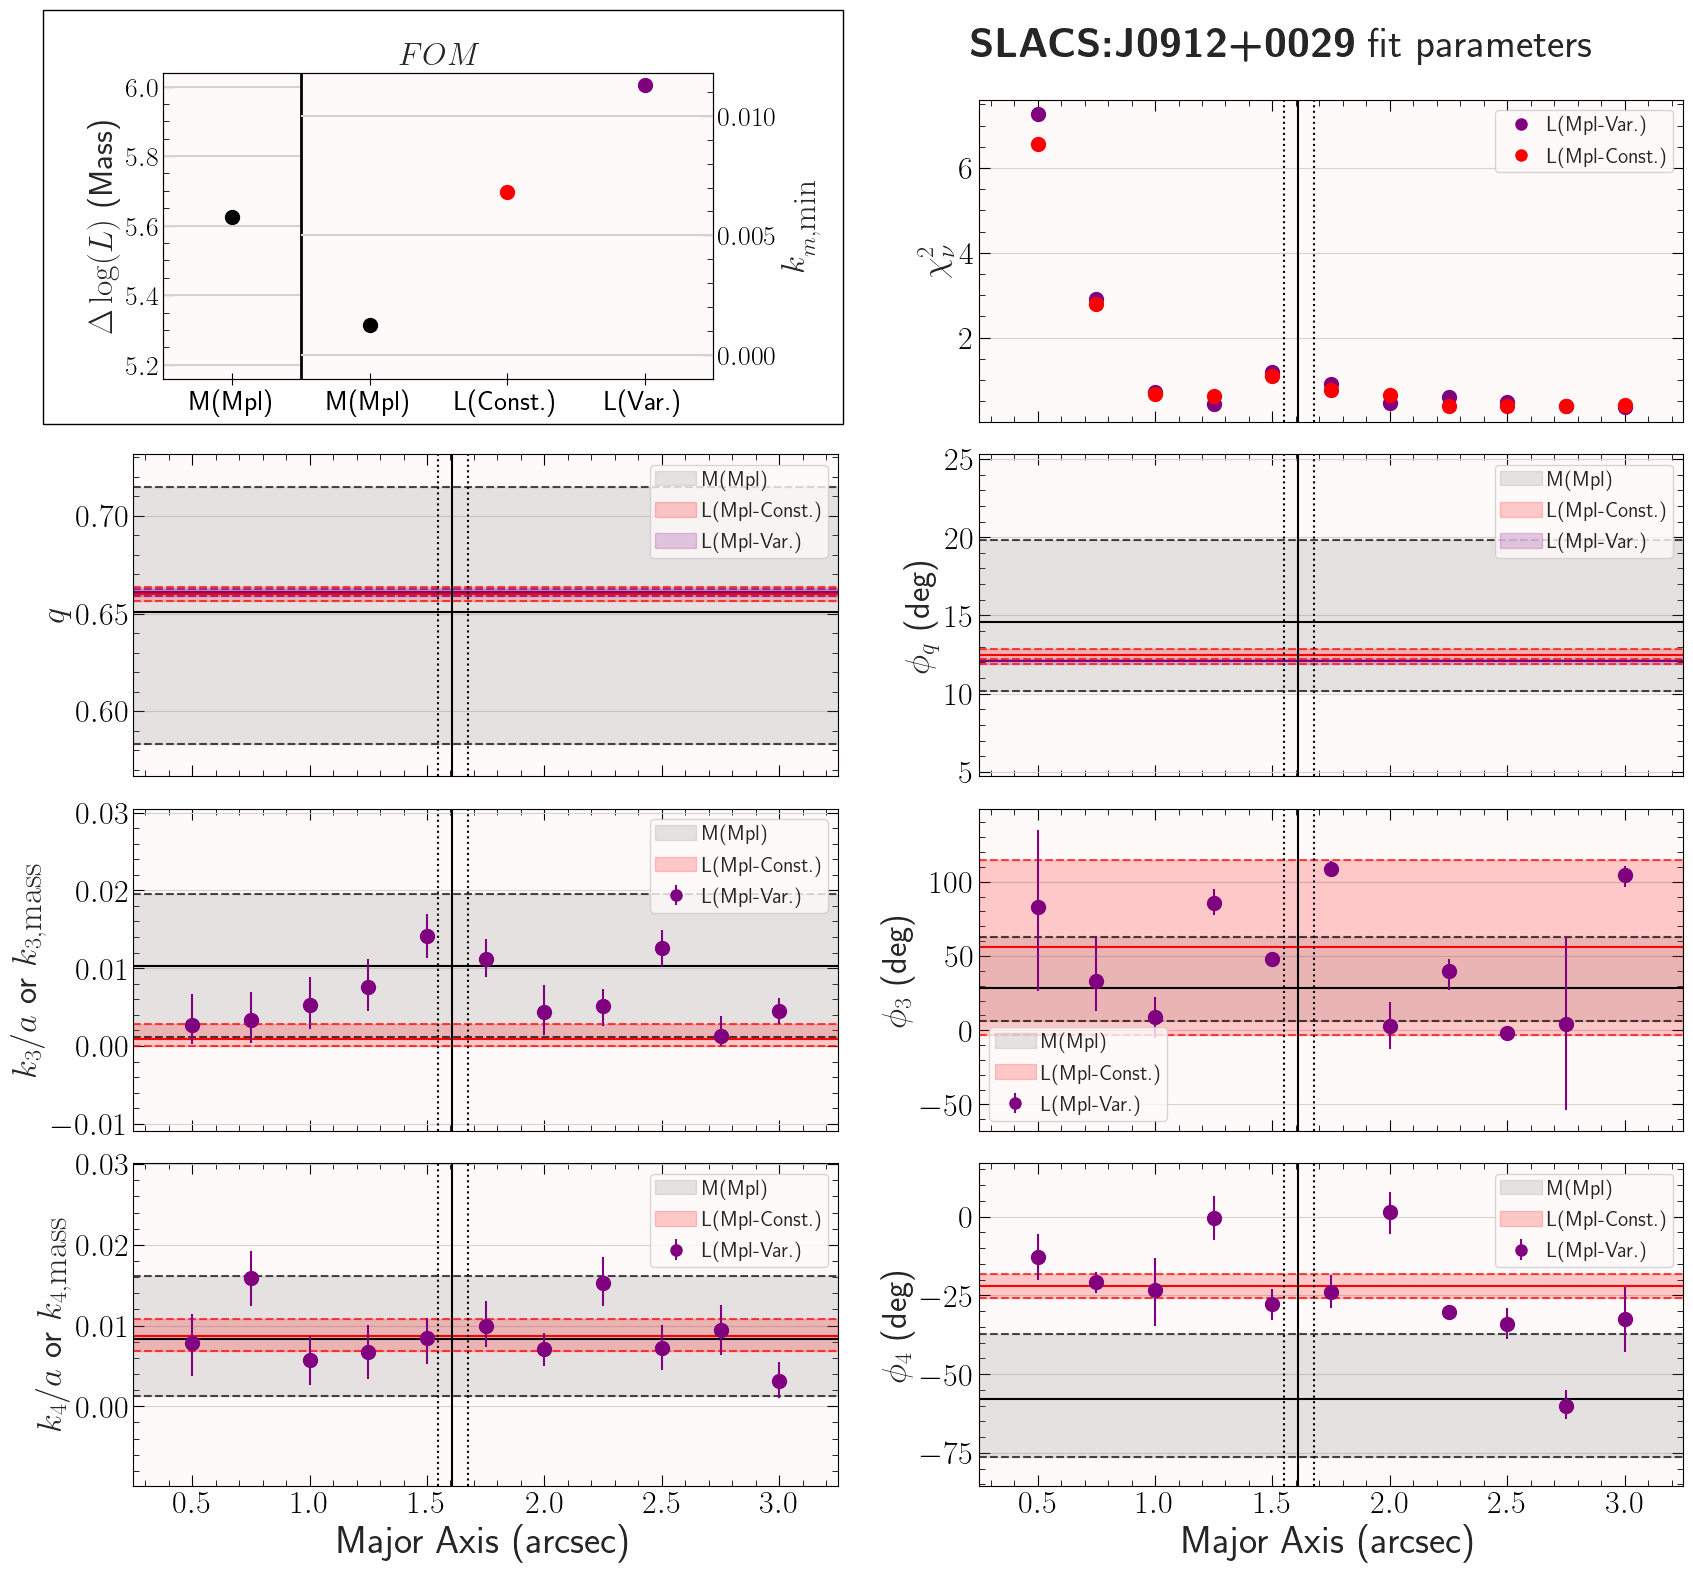 SLACS:J0912+0029 fit parameters
FOM
Δ log(L) (Mass)
6.0
5.8
5.6
5.4
5.2
0.010
0.005
0.000
k_{m,min}
M(Mpl) M(Mpl) L(Const.) L(Var.)
χ²_ν
6
4
2
L(Mpl-Var.)
L(Mpl-Const.)
q
0.70
0.65
0.60
M(Mpl)
L(Mpl-Const.)
L(Mpl-Var.)
ϕ_q (deg)
25
20
15
10
5
M(Mpl)
L(Mpl-Const.)
L(Mpl-Var.)
k_3/a or k_{3,mass}
0.03
0.02
0.01
0.00
−0.01
M(Mpl)
L(Mpl-Const.)
L(Mpl-Var.)
ϕ_3 (deg)
100
50
0
−50
M(Mpl)
L(Mpl-Const.)
L(Mpl-Var.)
k_4/a or k_{4,mass}
0.03
0.02
0.01
0.00
M(Mpl)
L(Mpl-Const.)
L(Mpl-Var.)
0.5 1.0 1.5 2.0 2.5 3.0
Major Axis (arcsec)
ϕ_4 (deg)
0
−25
−50
−75
M(Mpl)
L(Mpl-Const.)
L(Mpl-Var.)
0.5 1.0 1.5 2.0 2.5 3.0
Major Axis (arcsec)